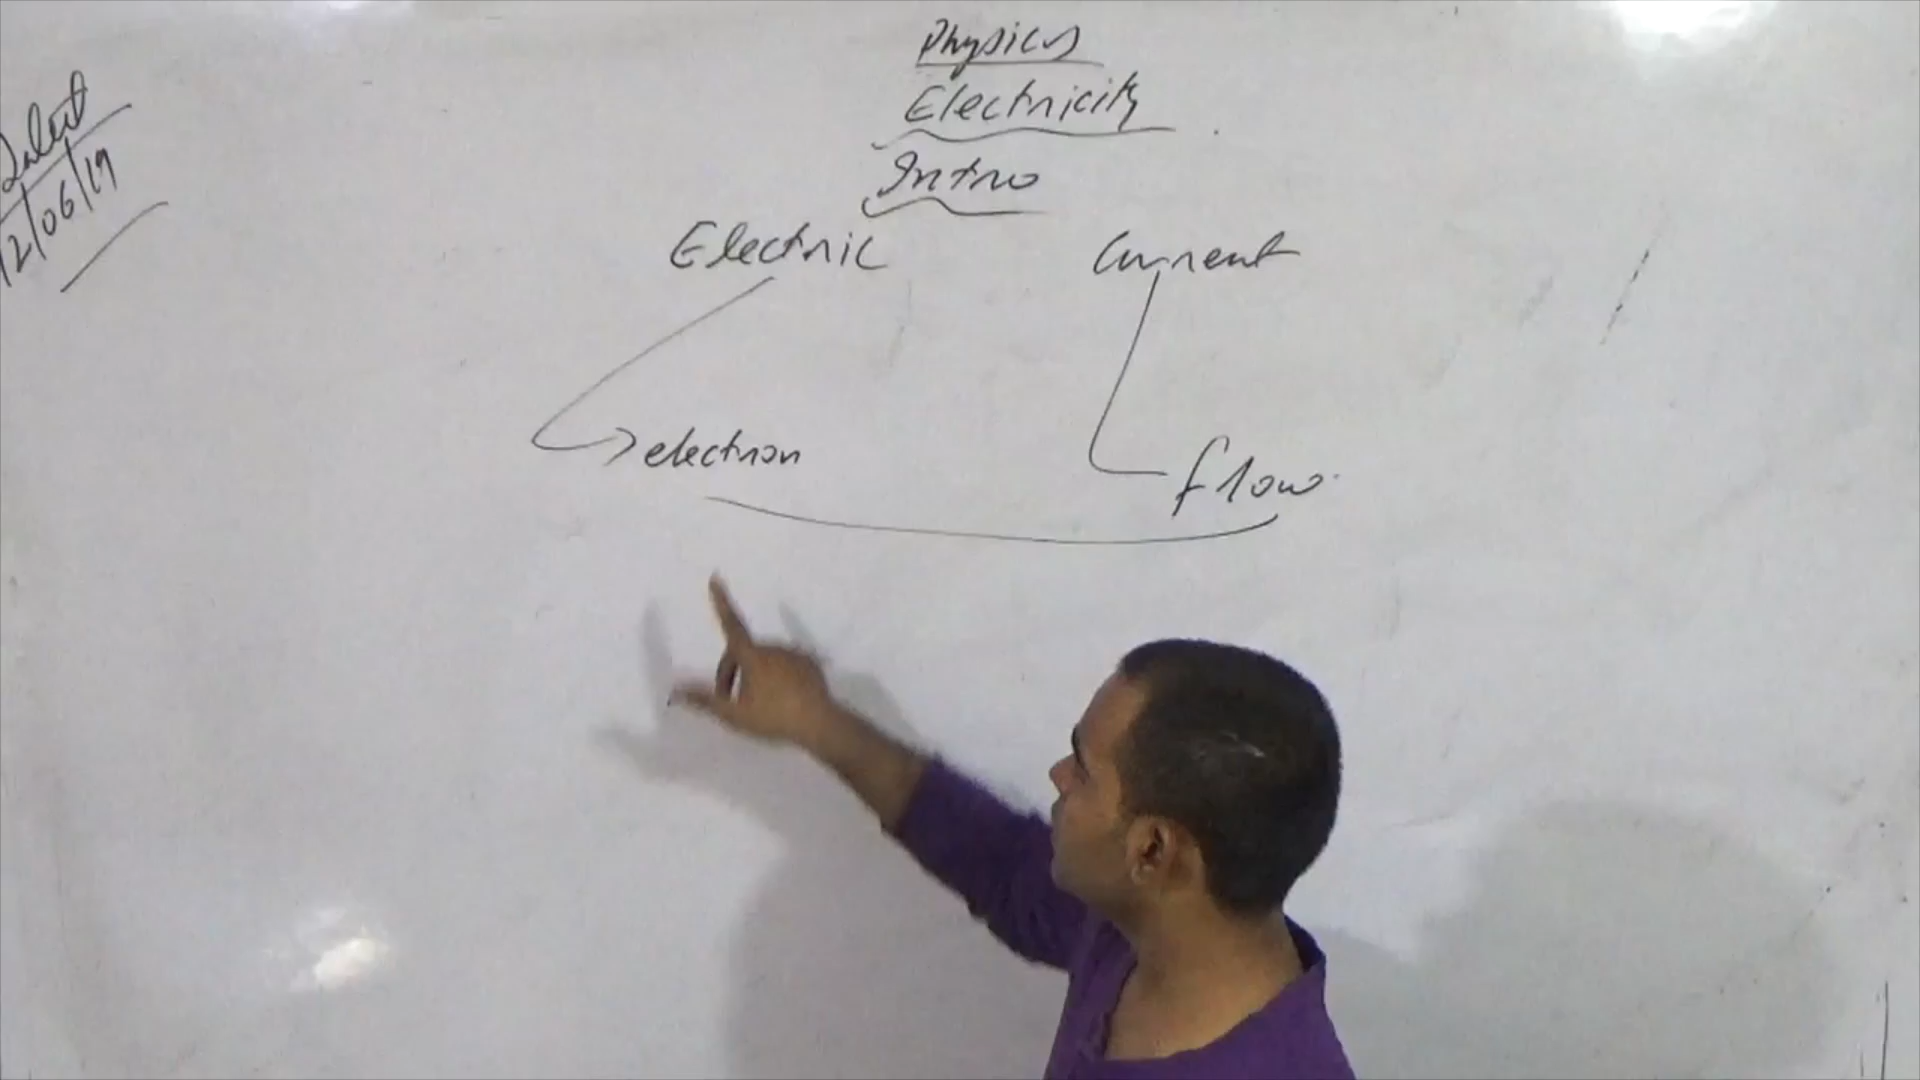 Physics
Electricity
Intro
Electric Current
electron flow
12/06/19